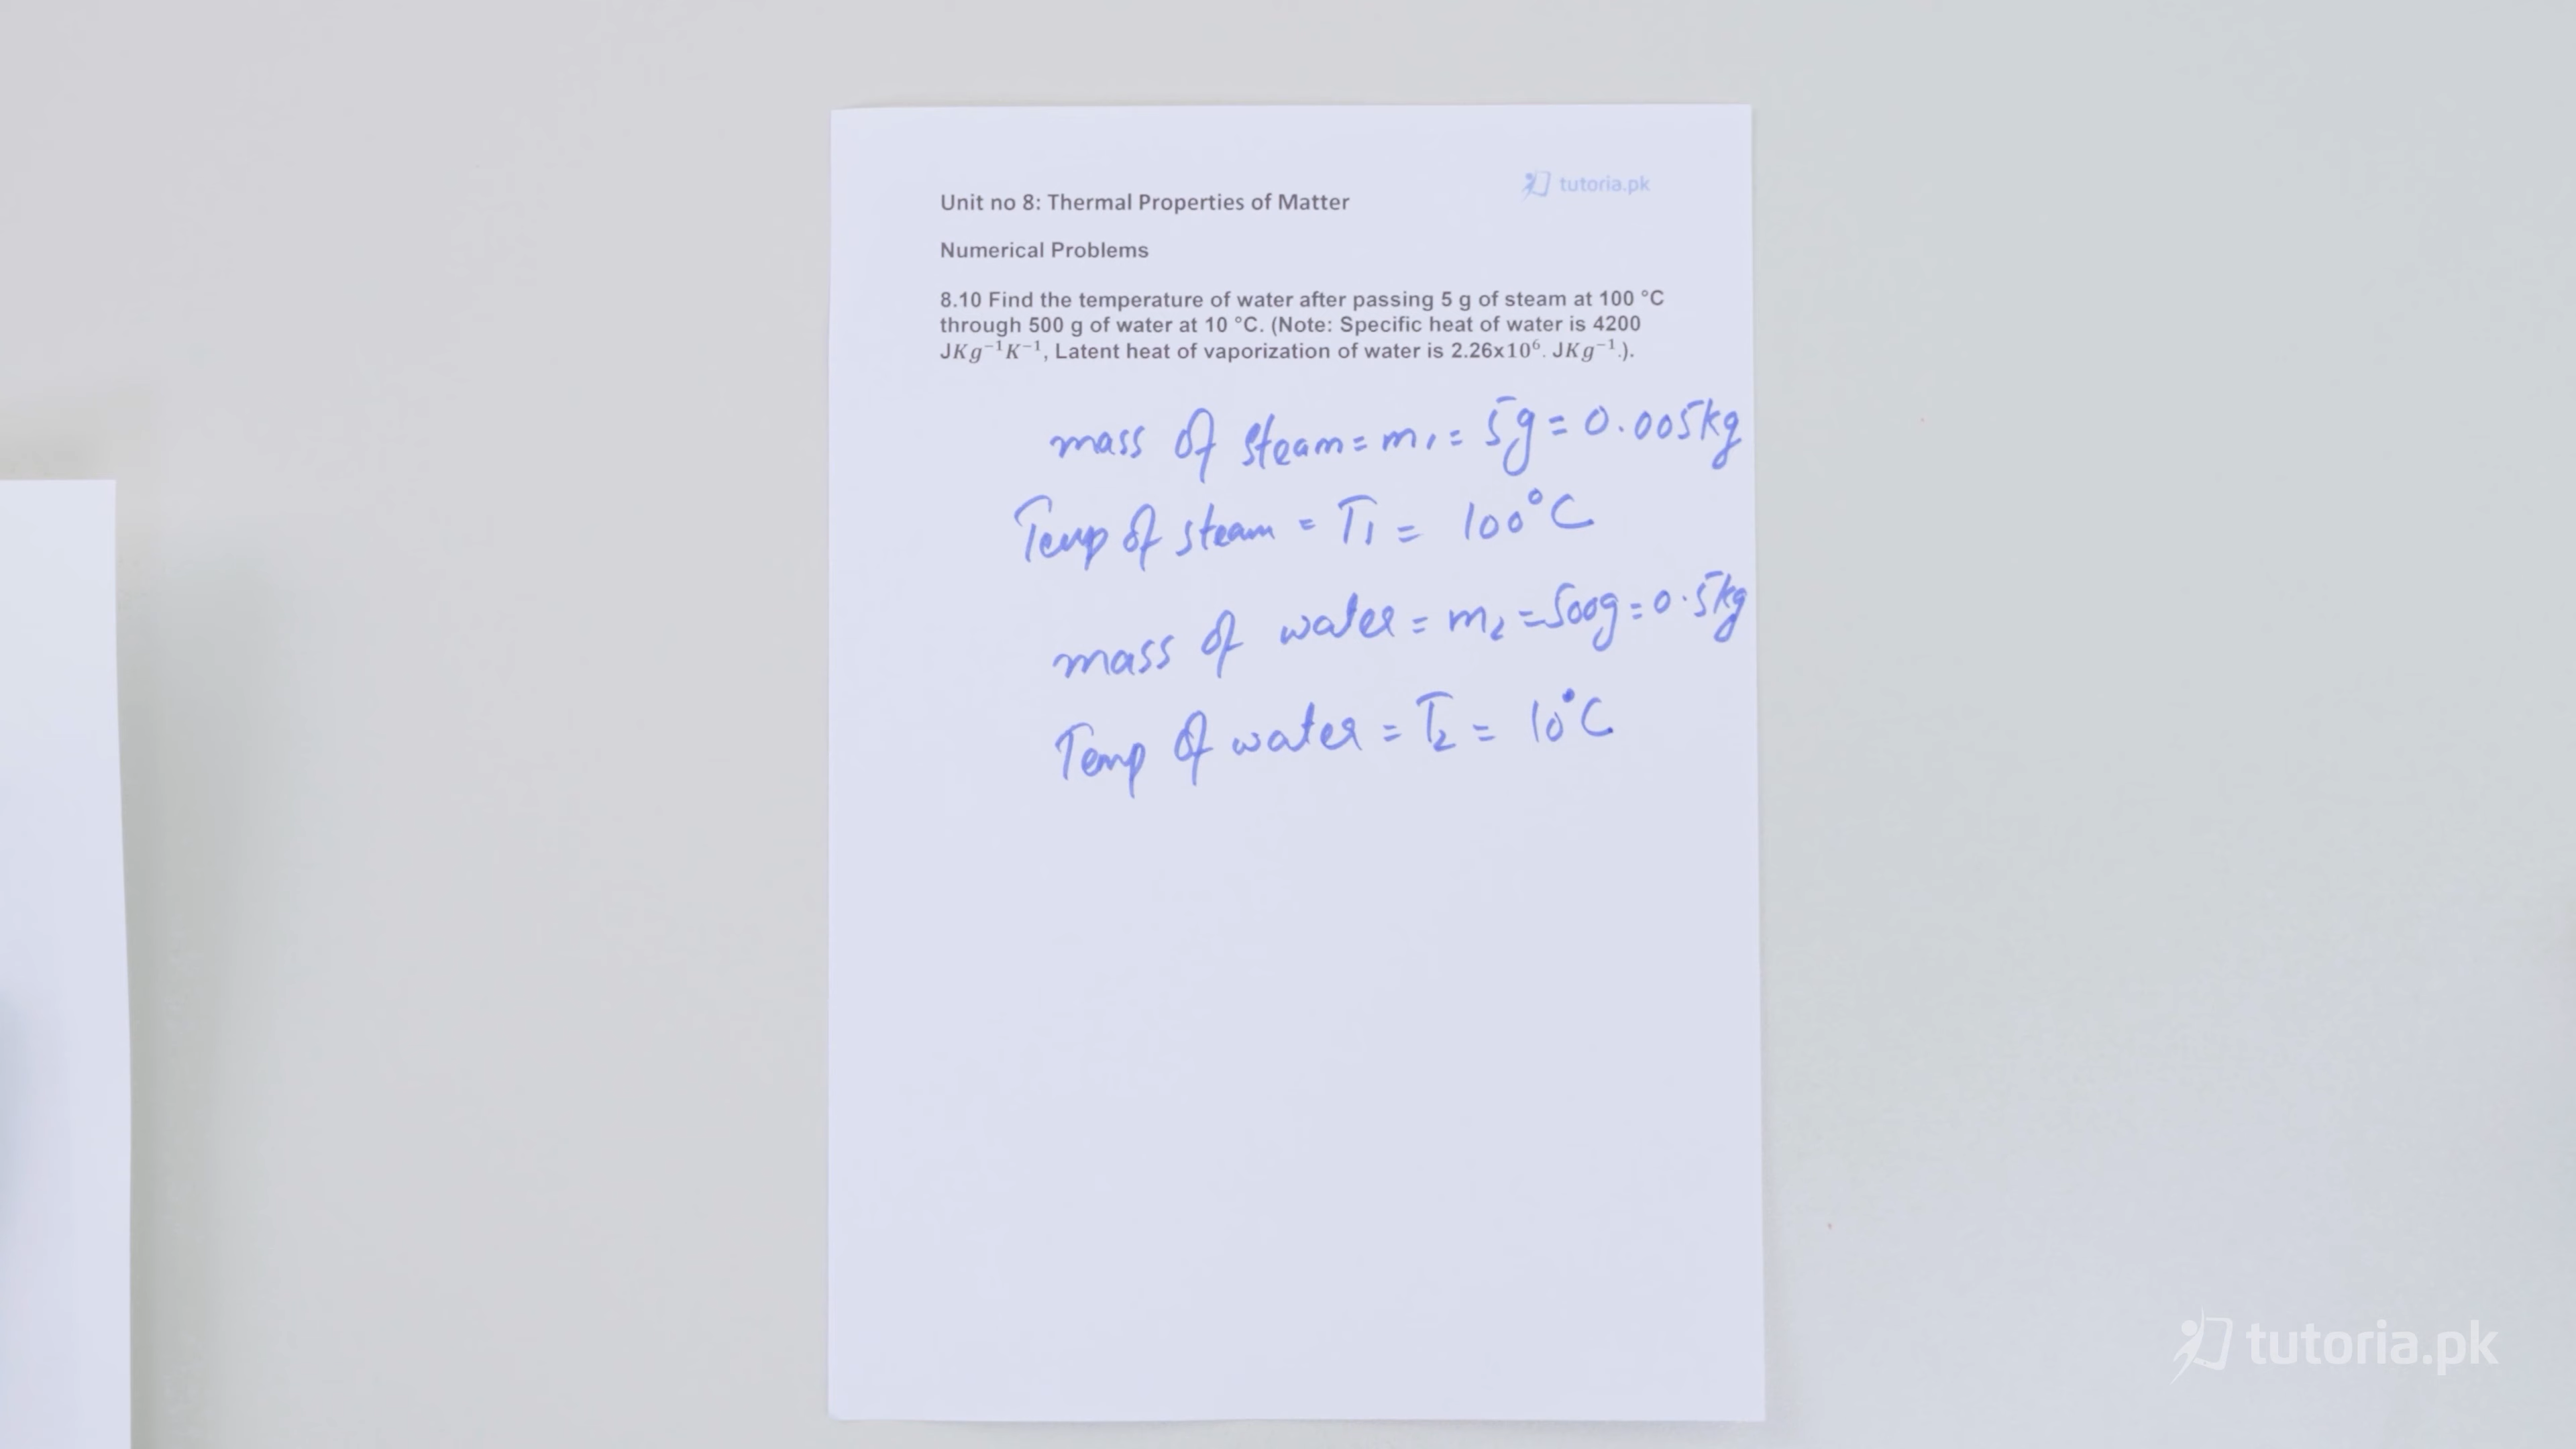 tutoria.pk
Unit no 8: Thermal Properties of Matter
Numerical Problems
8.10 Find the temperature of water after passing 5 g of steam at 100 °C
through 500 g of water at 10 °C. (Note: Specific heat of water is 4200
JKg⁻¹K⁻¹, Latent heat of vaporization of water is 2.26x10⁶. JKg⁻¹.).
mass of steam = m₁ = 5g = 0.005kg
Temp of steam = T₁ = 100°C
mass of water = m₂ = 500g = 0.5kg
Temp of water = T₂ = 10°C
tutoria.pk